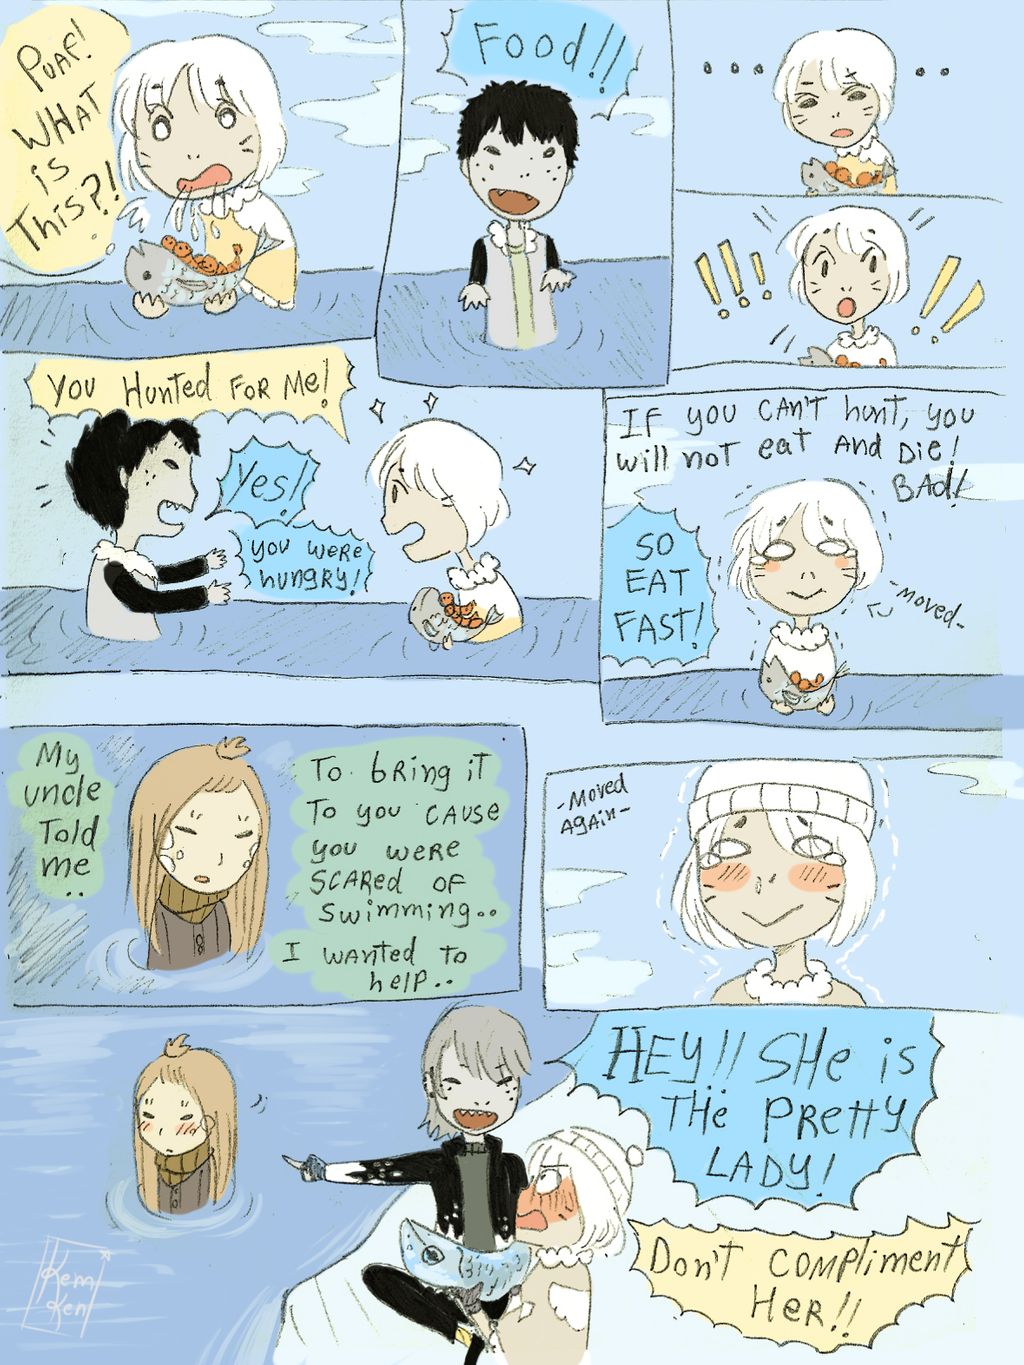 PUAF!
WHAT
is
This?!
Food!!
.... ..
!!! !!
YOU HUNTED FOR ME!
Yes!
YOU WERE
HUNGRY!
IF YOU CAN'T hunt, you
will not eat AND DIE!
BAD!
SO
EAT
FAST!
- Moved -
My
uncle
Told
me
..
To bRing it
To you CAUSE
you were
SCARED OF
swimming..
I WANTED TO
help..
- Moved
AgAin -
HEY!! SHe is
THe PReTTY
LADY!
Don'T COMPLIMENT
HER!!
Kem
Ken